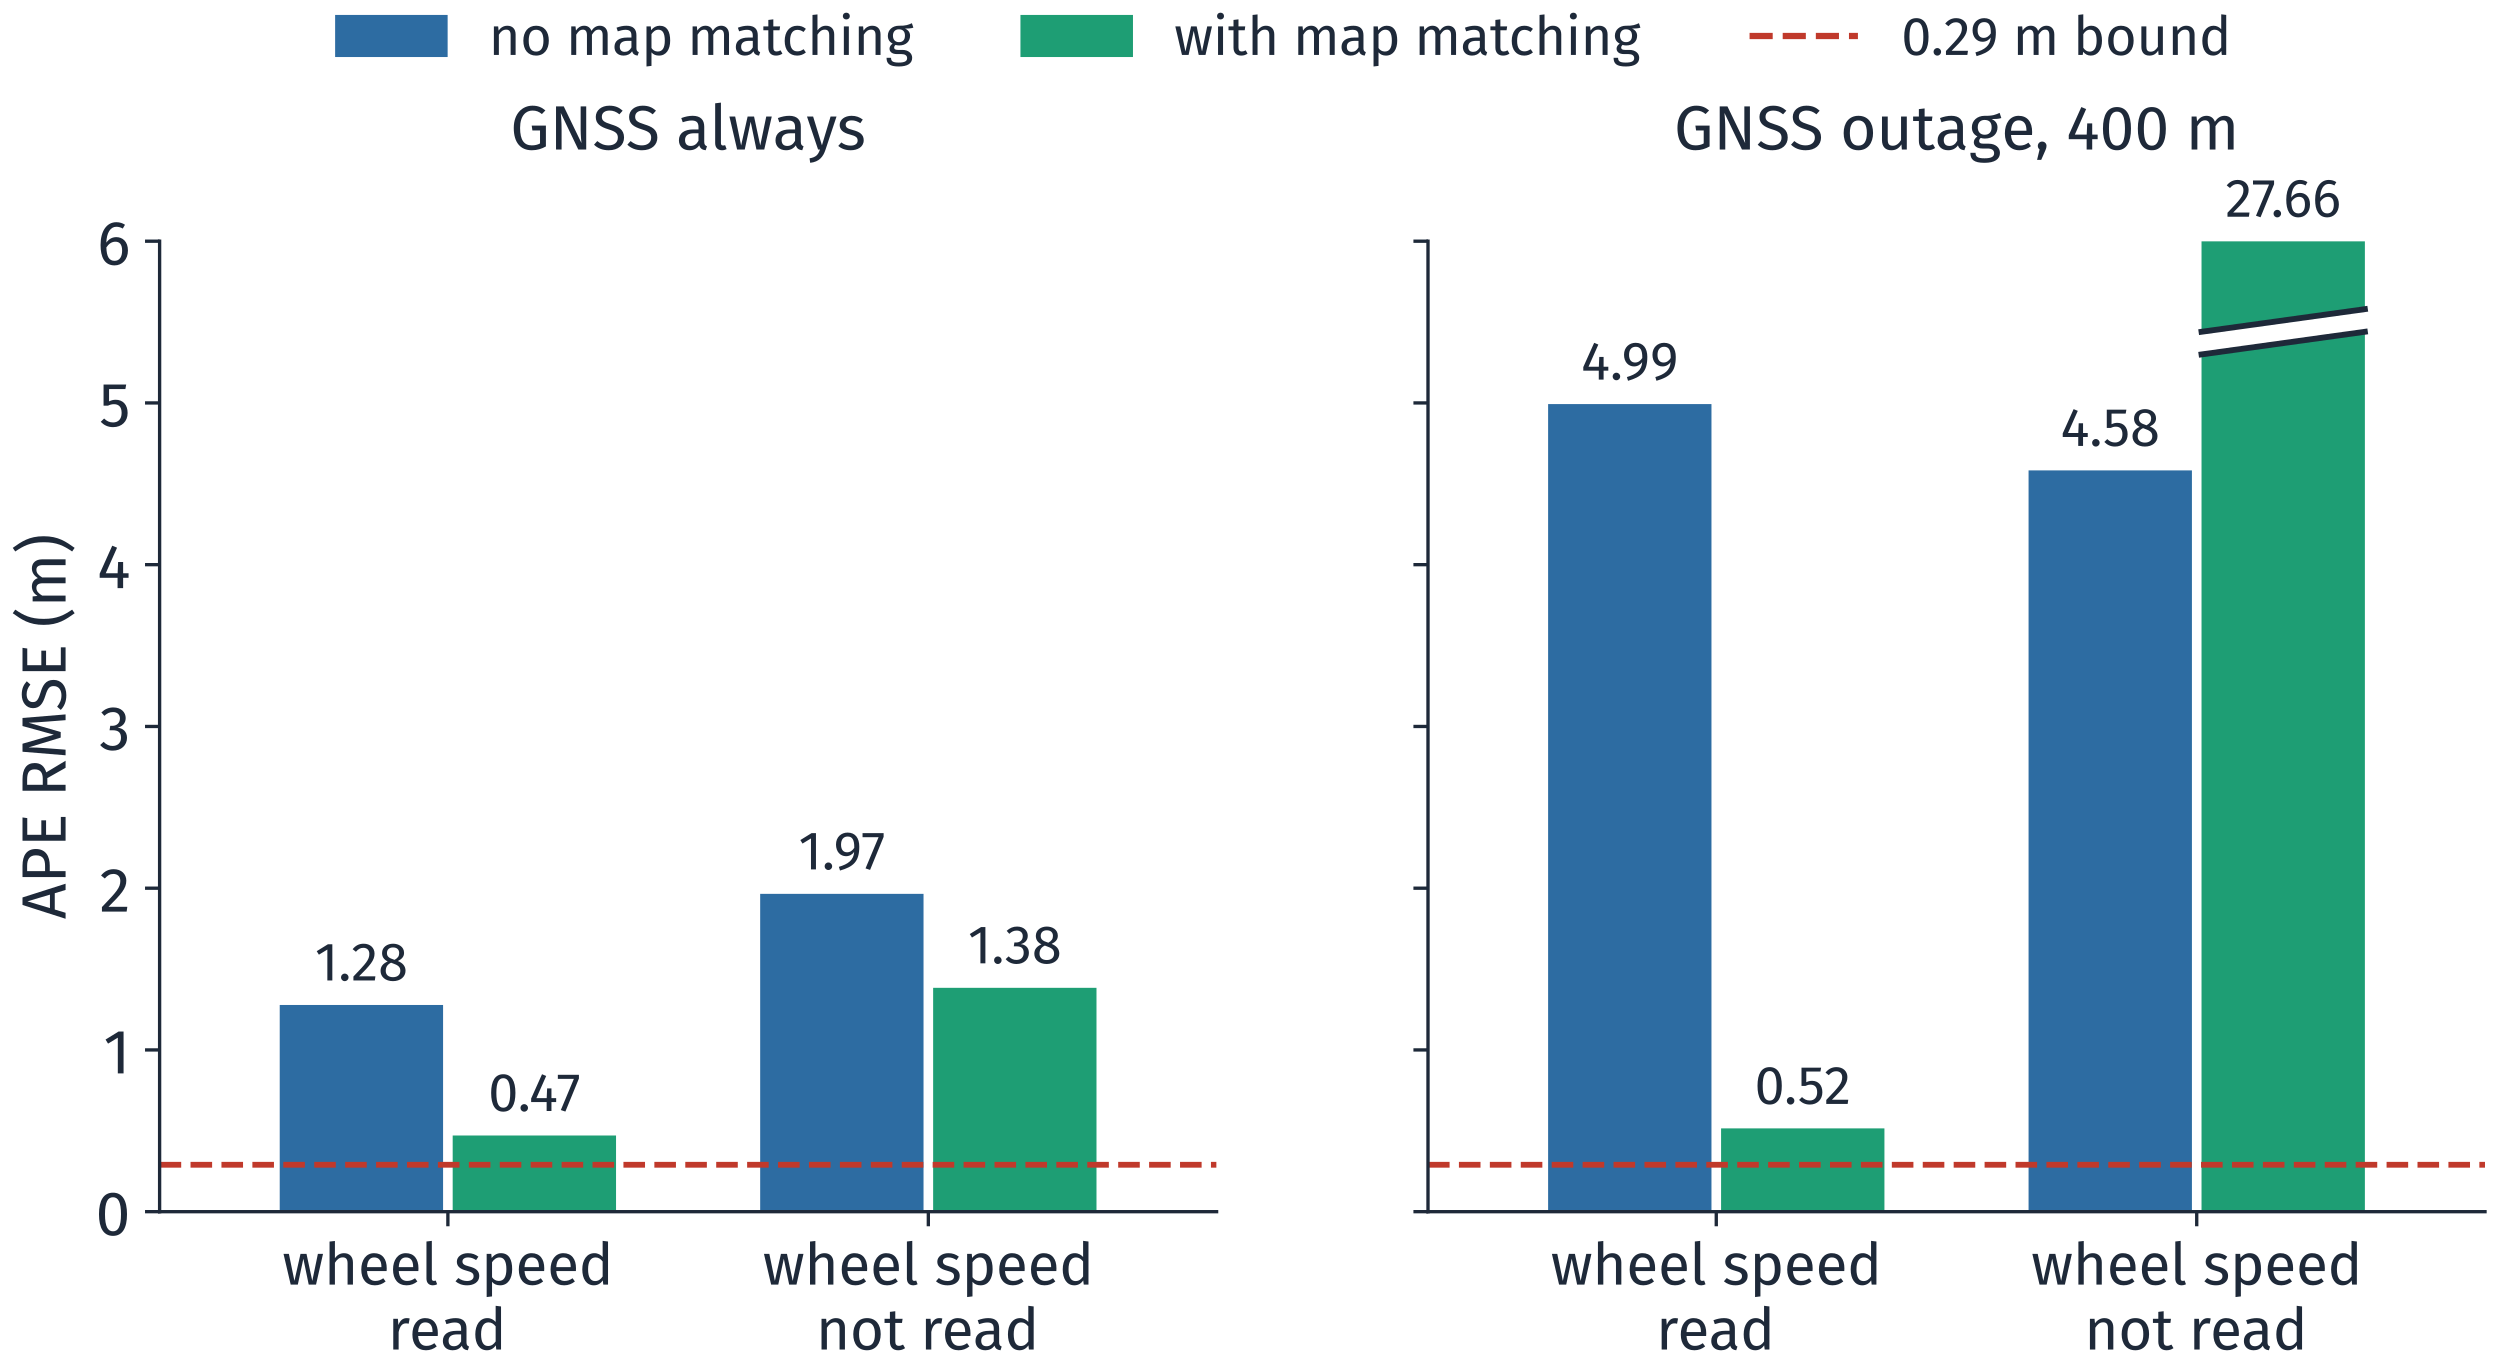 no map matching
with map matching
0.29 m bound
GNSS always
GNSS outage, 400 m
APE RMSE (m)
6
5
4
3
2
1
0
1.28
0.47
1.97
1.38
4.99
0.52
4.58
27.66
wheel speed
read
wheel speed
not read
wheel speed
read
wheel speed
not read